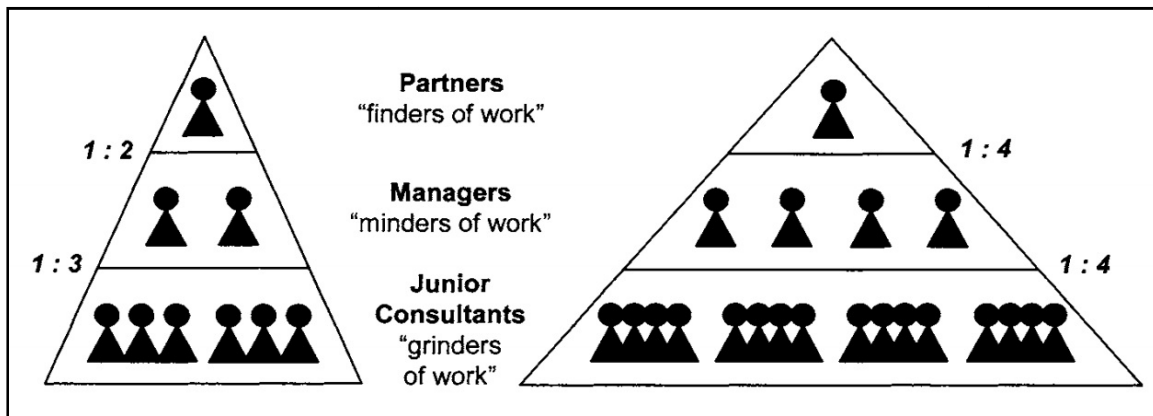 Partners
“finders of work”
1 : 2
1 : 4
Managers
“minders of work”
1 : 3
1 : 4
Junior
Consultants
“grinders
of work”